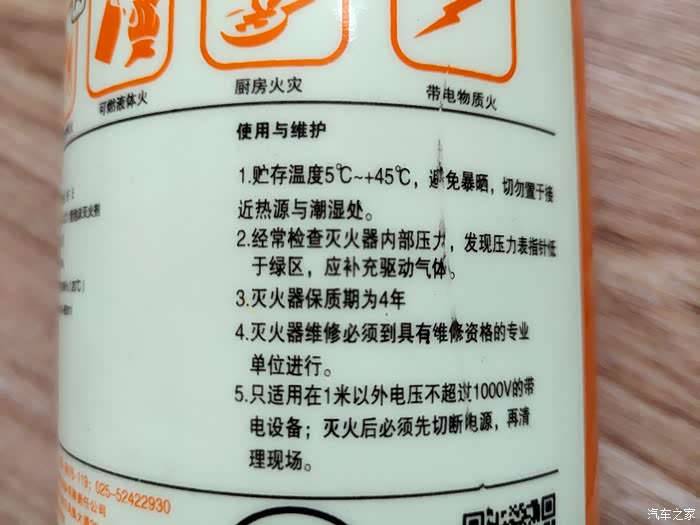 可燃液体火
厨房火灾
带电物质火
使用与维护
1.贮存温度5℃~+45℃，避免暴晒，切勿置于接
近热源与潮湿处。
2.经常检查灭火器内部压力，发现压力表指针低
于绿区，应补充驱动气体。
3.灭火器保质期为4年
4.灭火器维修必须到具有维修资格的专业
单位进行。
5.只适用在1米以外电压不超过1000V的带
电设备；灭火后必须先切断电源，再清
理现场。
119；025-52422930
汽车之家